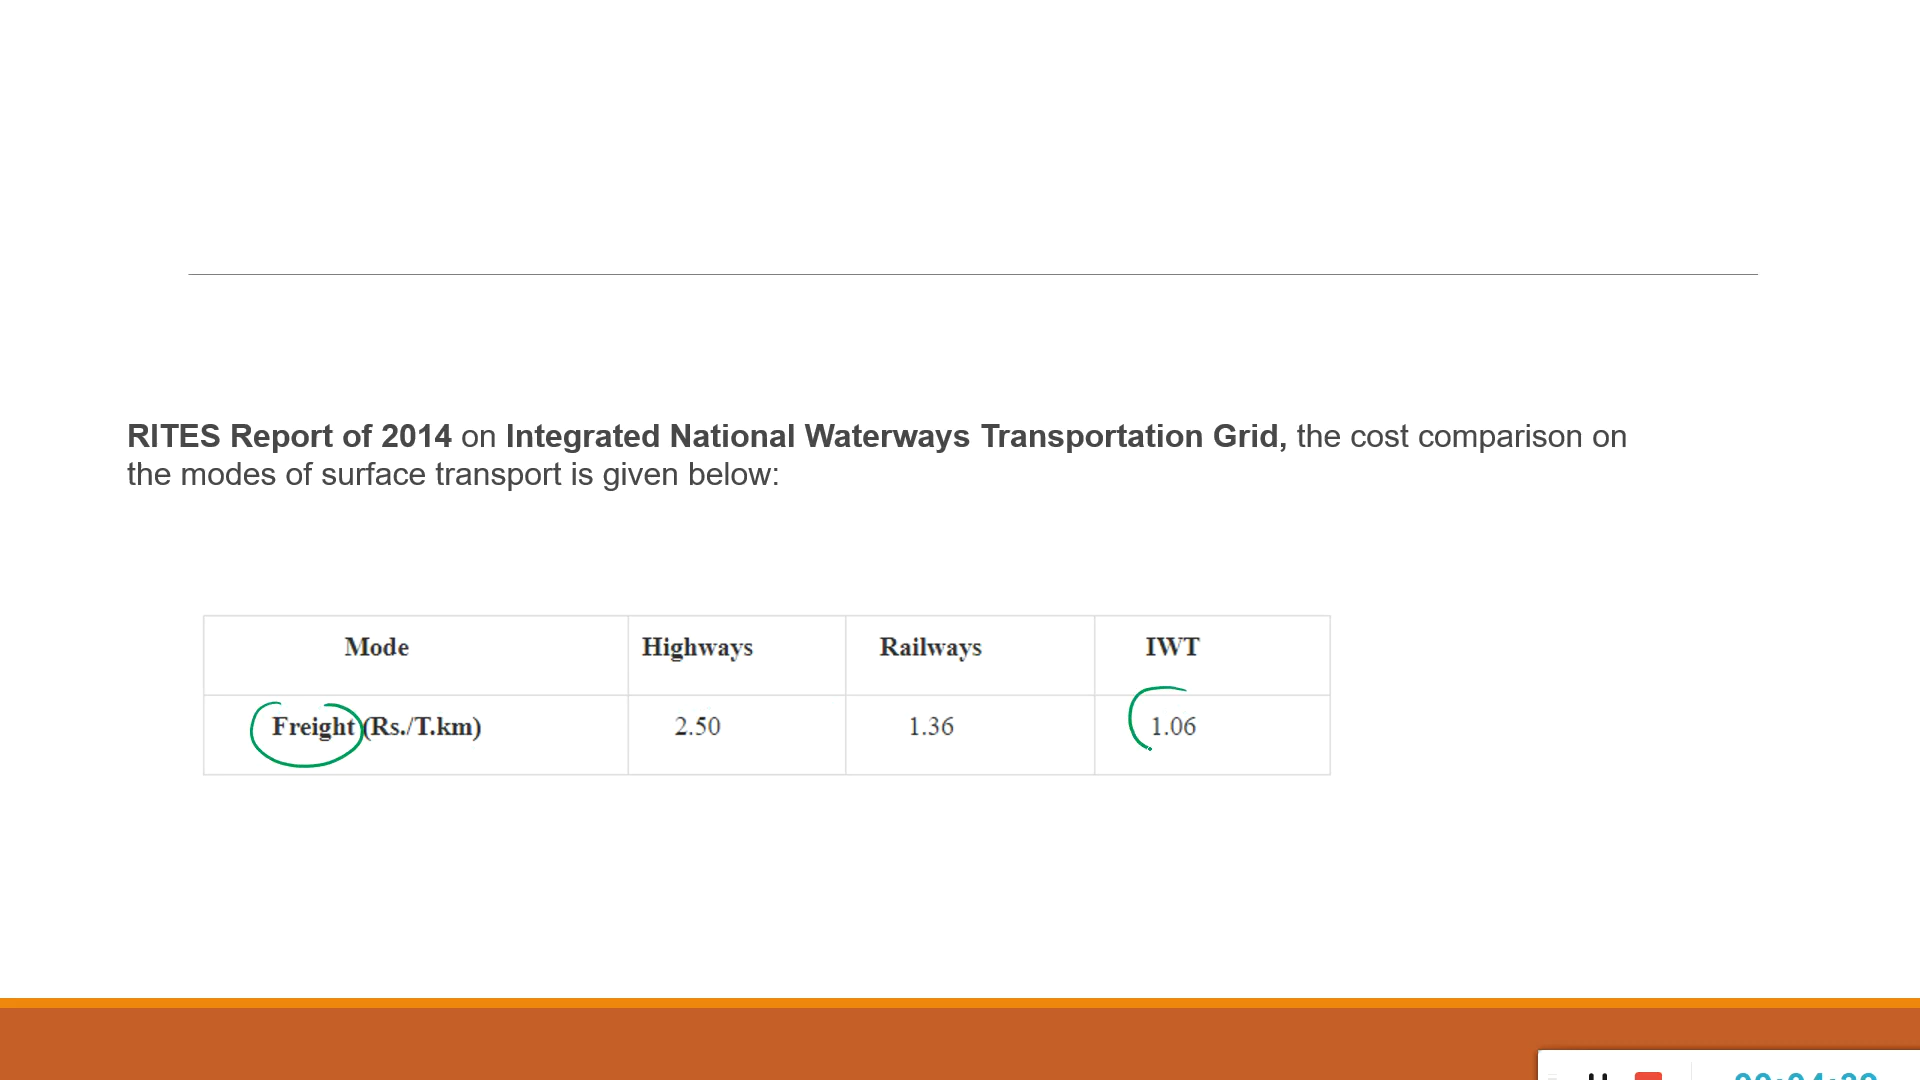 RITES Report of 2014 on Integrated National Waterways Transportation Grid, the cost comparison on
the modes of surface transport is given below:
Mode Highways Railways IWT
Freight (Rs./T.km) 2.50 1.36 1.06